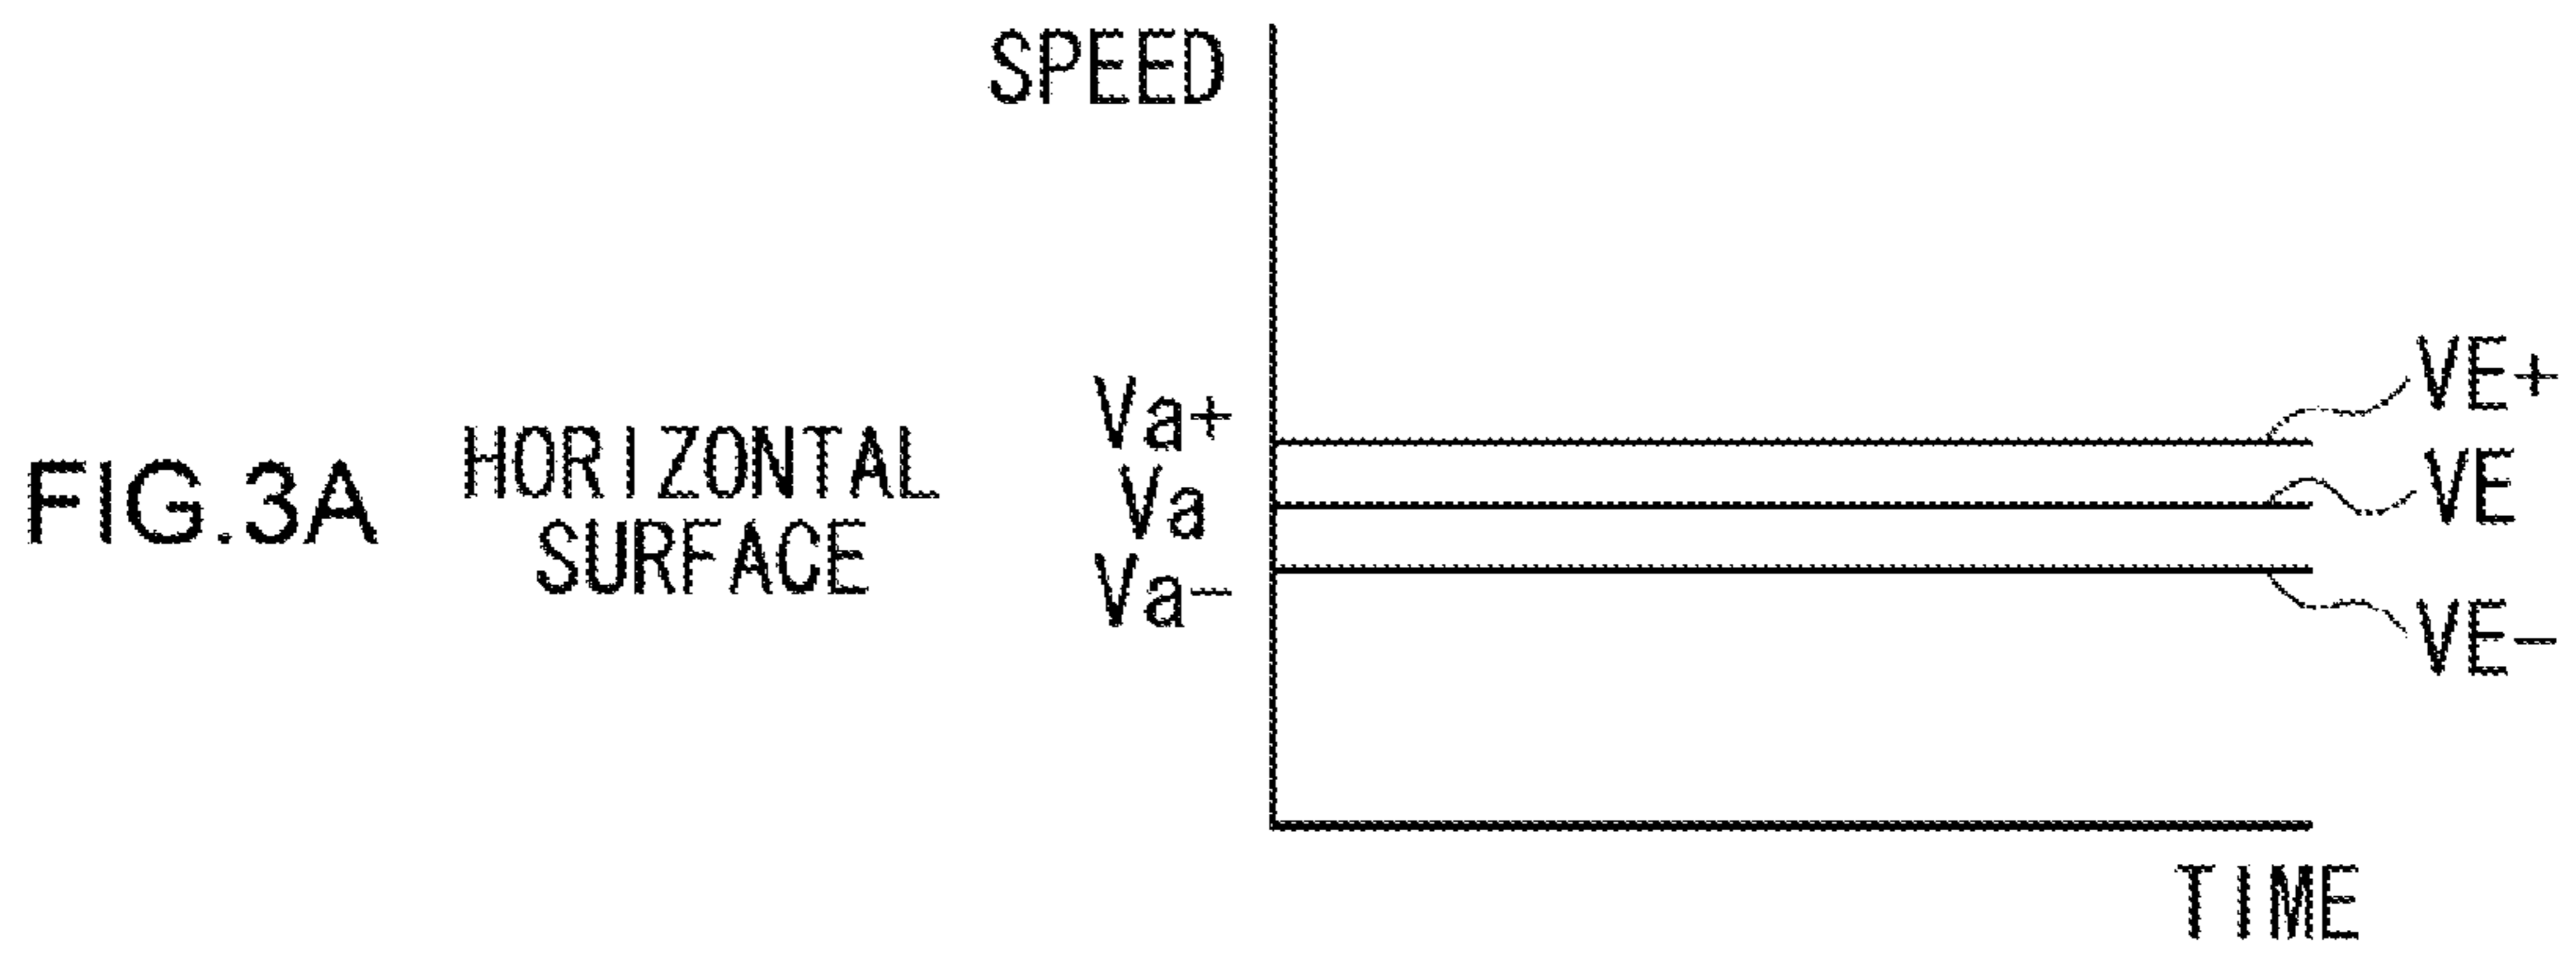 SPEED
FIG.3A
HORIZONTAL
SURFACE
Va+
Va
Va-
VE+
VE
VE-
TIME